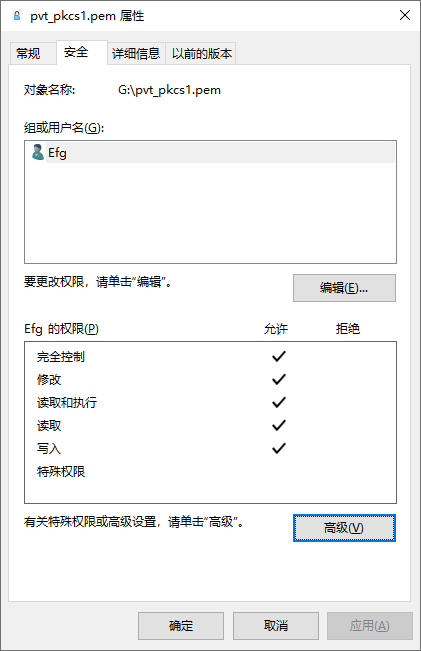 pvt_pkcs1.pem 属性
常规 安全 详细信息 以前的版本
对象名称: G:\pvt_pkcs1.pem
组或用户名(G):
Efg
要更改权限，请单击"编辑"。
编辑(E)...
Efg 的权限(P) 允许 拒绝
完全控制
修改
读取和执行
读取
写入
特殊权限
有关特殊权限或高级设置，请单击"高级"。
高级(V)
确定 取消 应用(A)